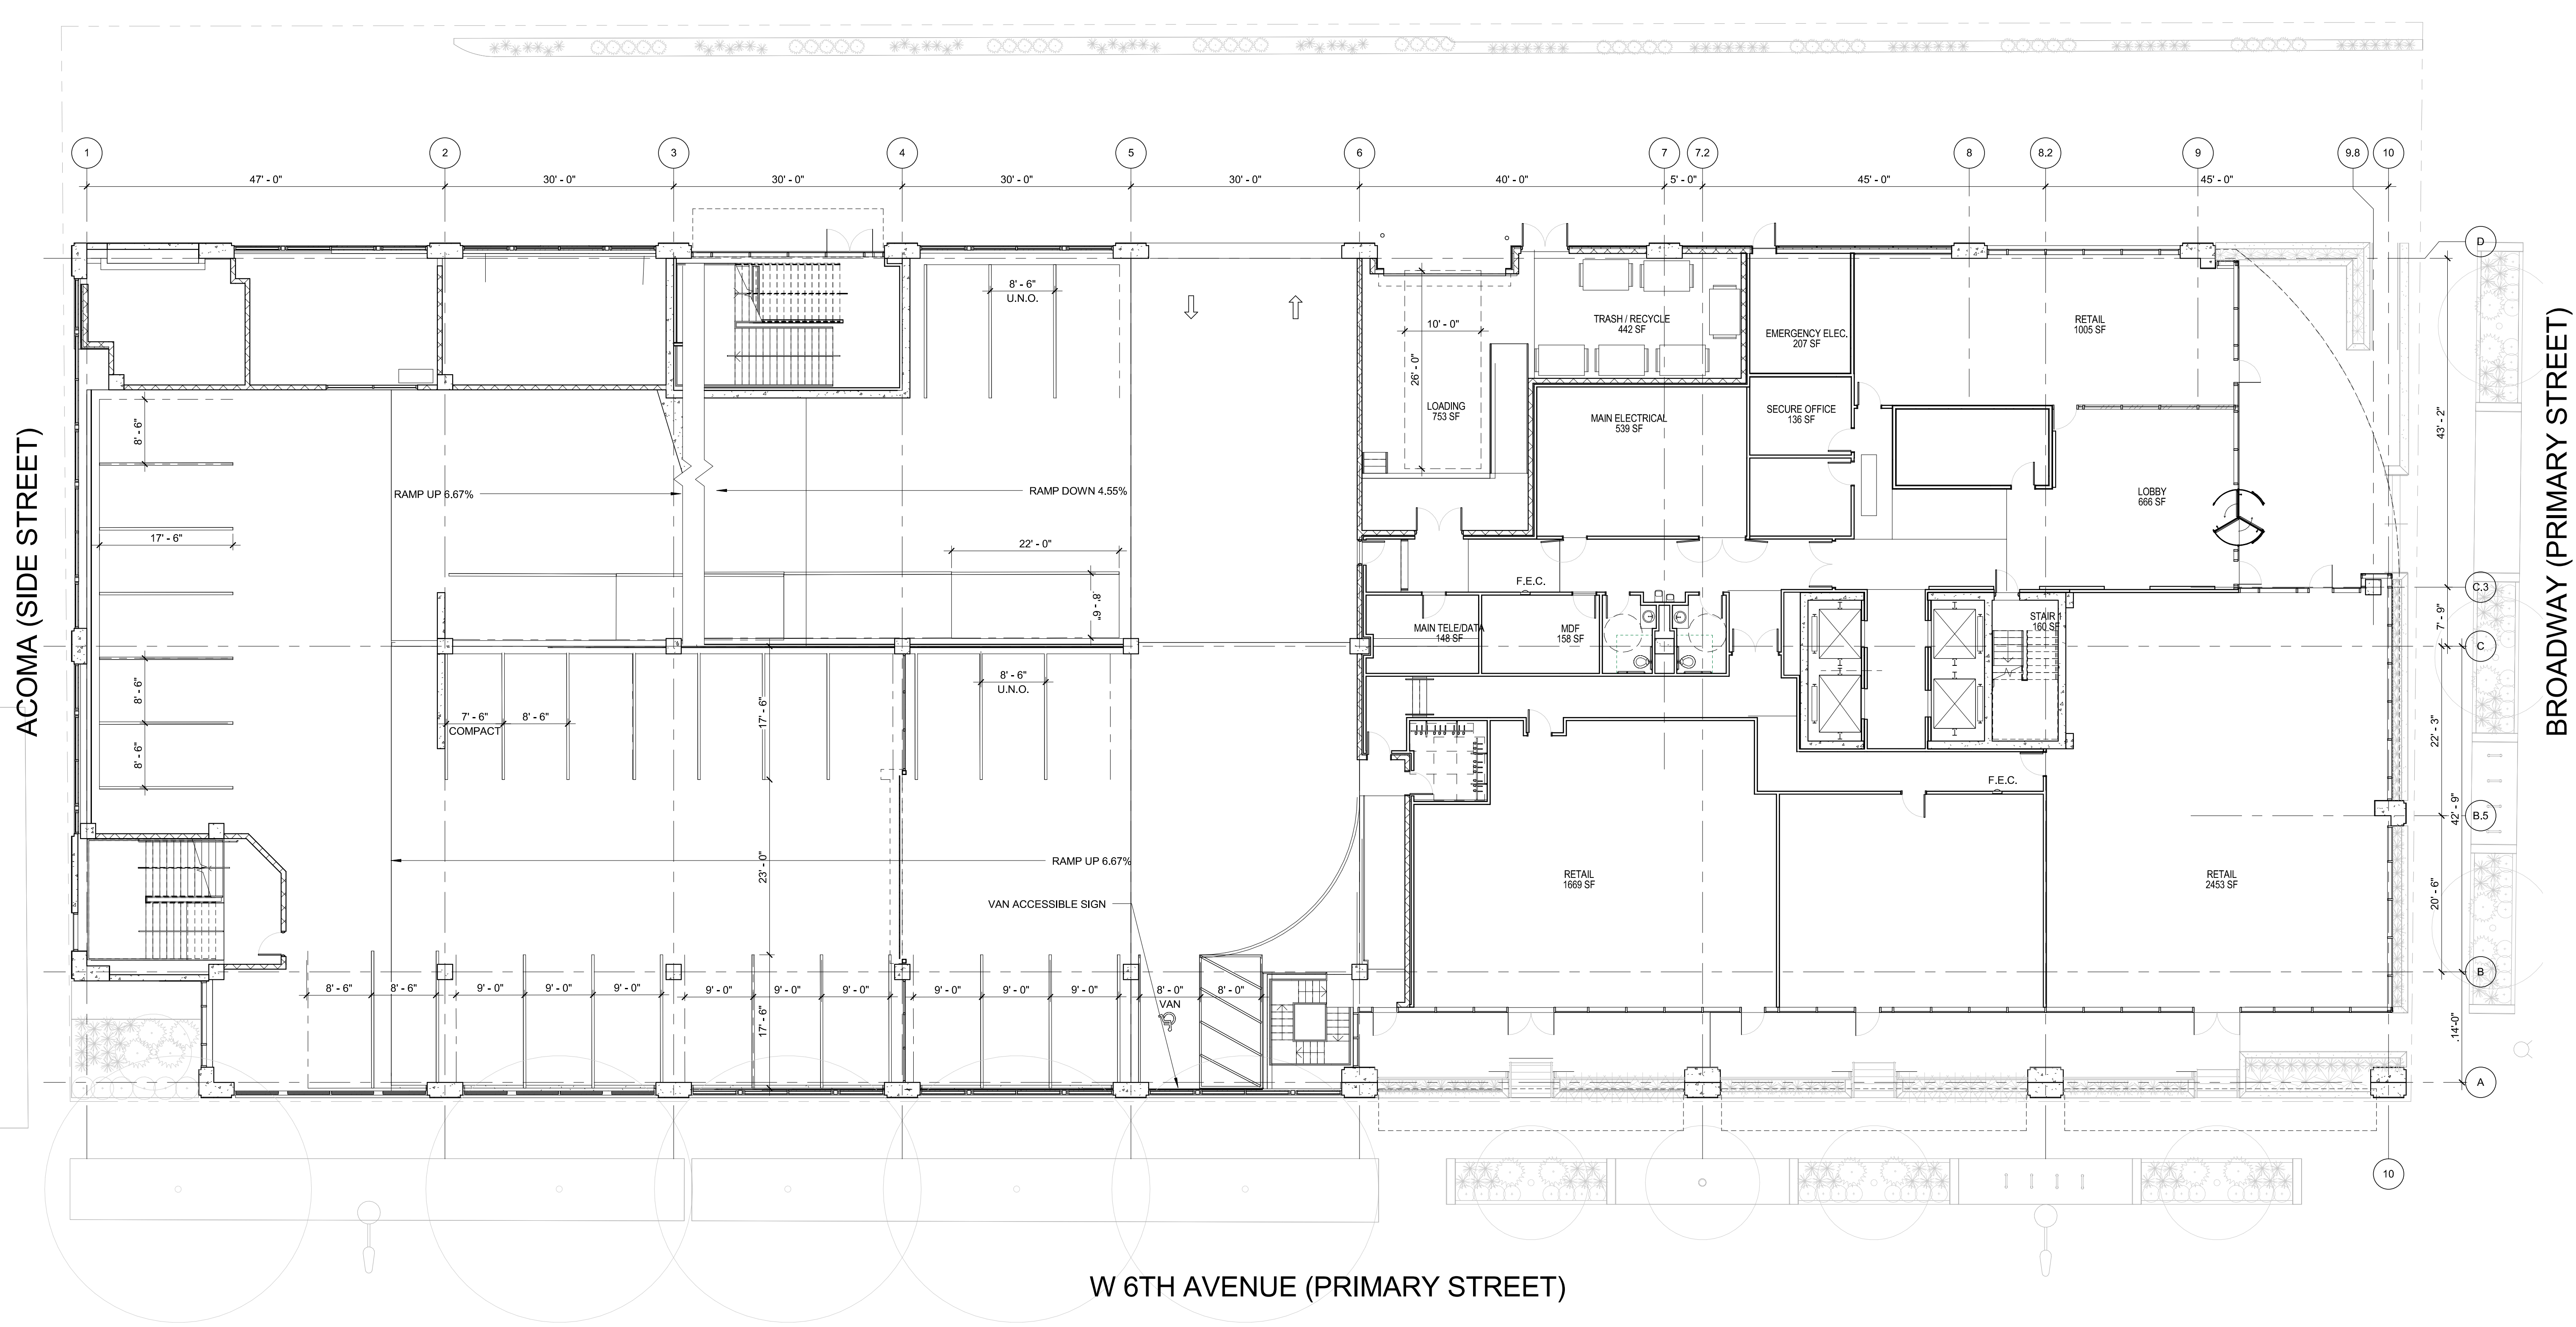 1
2
3
4
5
6
7
7.2
8
8.2
9
9.8
10
47' - 0"
30' - 0"
30' - 0"
30' - 0"
30' - 0"
40' - 0"
5' - 0"
45' - 0"
45' - 0"
D
8' - 6"
U.N.O.
10' - 0"
26' - 0"
TRASH / RECYCLE
442 SF
EMERGENCY ELEC.
207 SF
RETAIL
1005 SF
LOADING
753 SF
MAIN ELECTRICAL
539 SF
SECURE OFFICE
136 SF
43' - 2"
8' - 6"
RAMP UP 6.67%
RAMP DOWN 4.55%
LOBBY
666 SF
17' - 6"
22' - 0"
8' - 6"
F.E.C.
C.3
7' - 9"
MAIN TELE/DATA
148 SF
MDF
158 SF
STAIR 1
160 SF
C
8' - 6"
8' - 6"
8' - 6"
U.N.O.
7' - 6"
COMPACT
8' - 6"
17' - 6"
22' - 3"
F.E.C.
42' - 9"
B.5
23' - 0"
RAMP UP 6.67%
VAN ACCESSIBLE SIGN
RETAIL
1669 SF
RETAIL
2453 SF
20' - 6"
B
8' - 6"
8' - 6"
9' - 0"
9' - 0"
9' - 0"
9' - 0"
9' - 0"
9' - 0"
9' - 0"
9' - 0"
9' - 0"
8' - 0"
VAN
8' - 0"
17' - 6"
14'-0"
A
10
ACOMA (SIDE STREET)
BROADWAY (PRIMARY STREET)
W 6TH AVENUE (PRIMARY STREET)